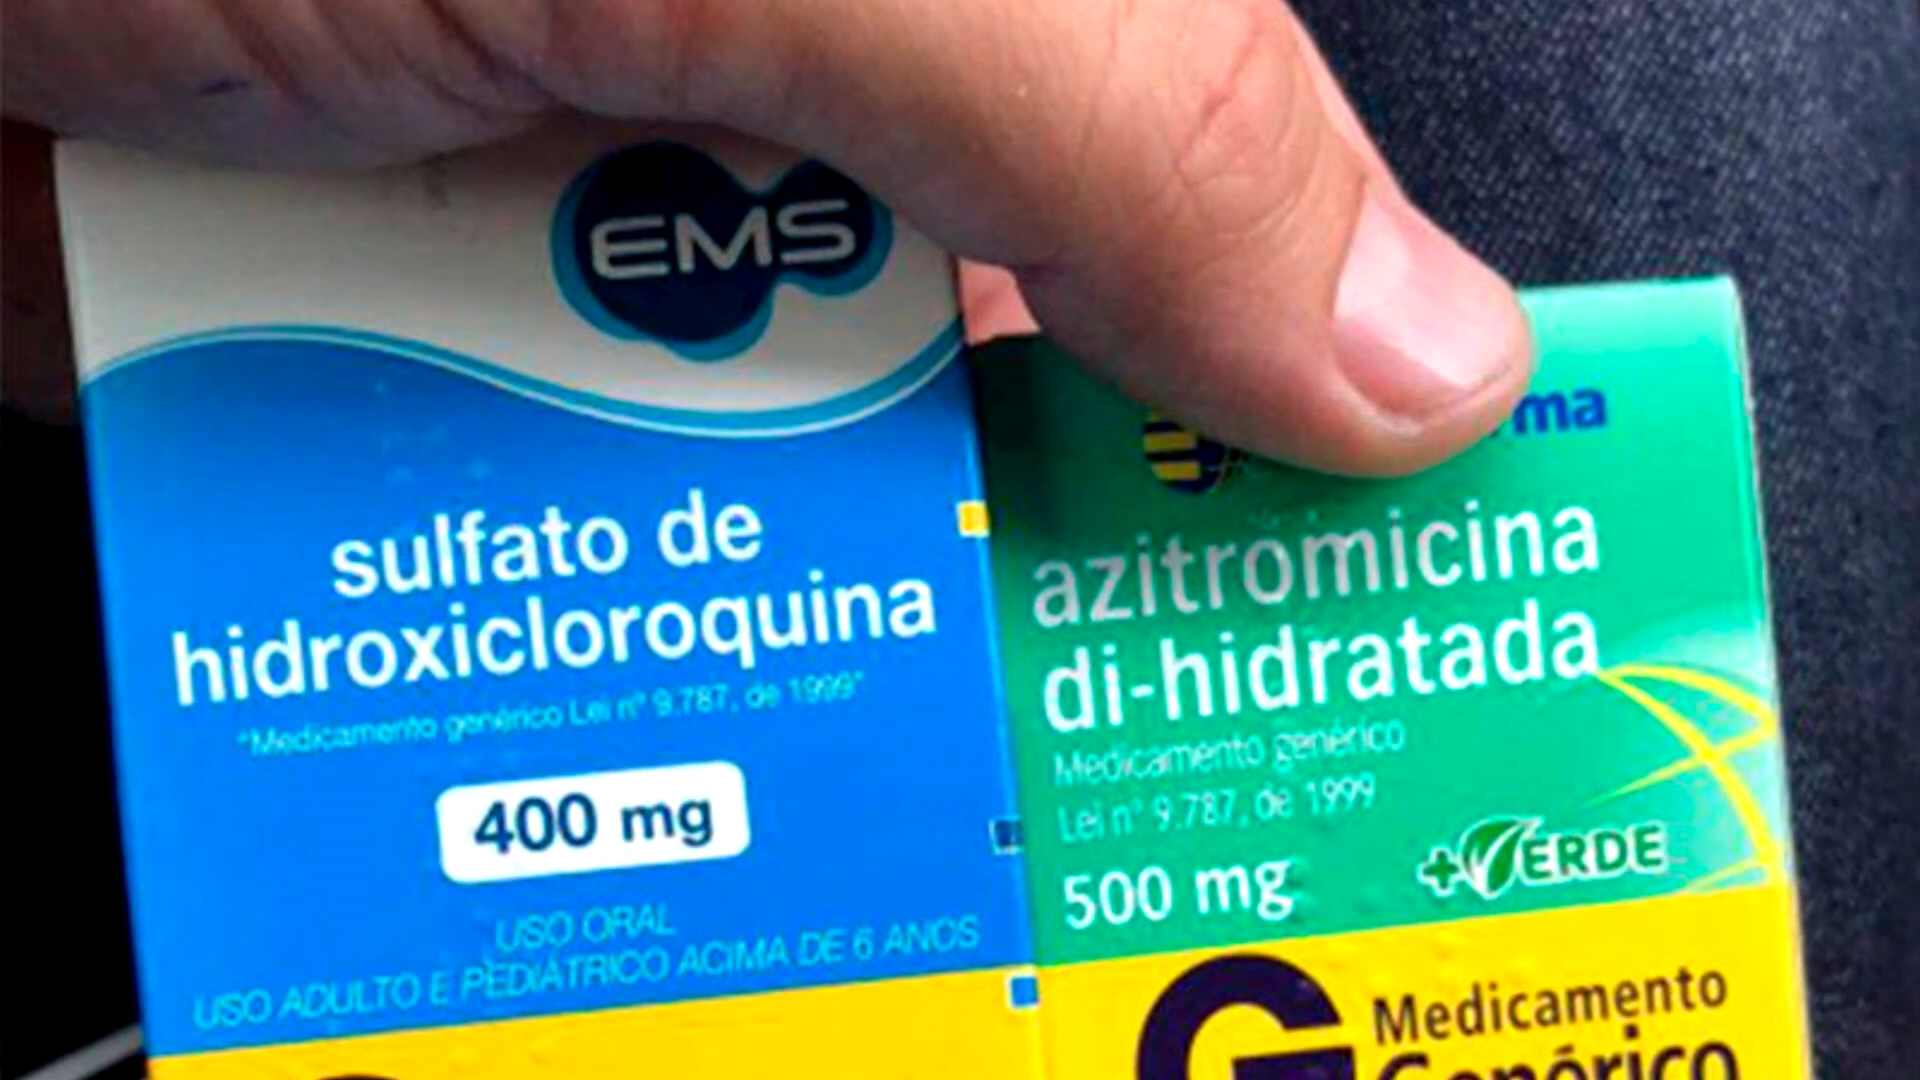 EMS
sulfato de
hidroxicloroquina
"Medicamento genérico Lei nº 9.787, de 1999"
400 mg
USO ORAL
USO ADULTO E PEDIÁTRICO ACIMA DE 6 ANOS
azitromicina
di-hidratada
Medicamento genérico
Lei nº 9.787, de 1999
500 mg
+VERDE
G
Medicamento
Genérico